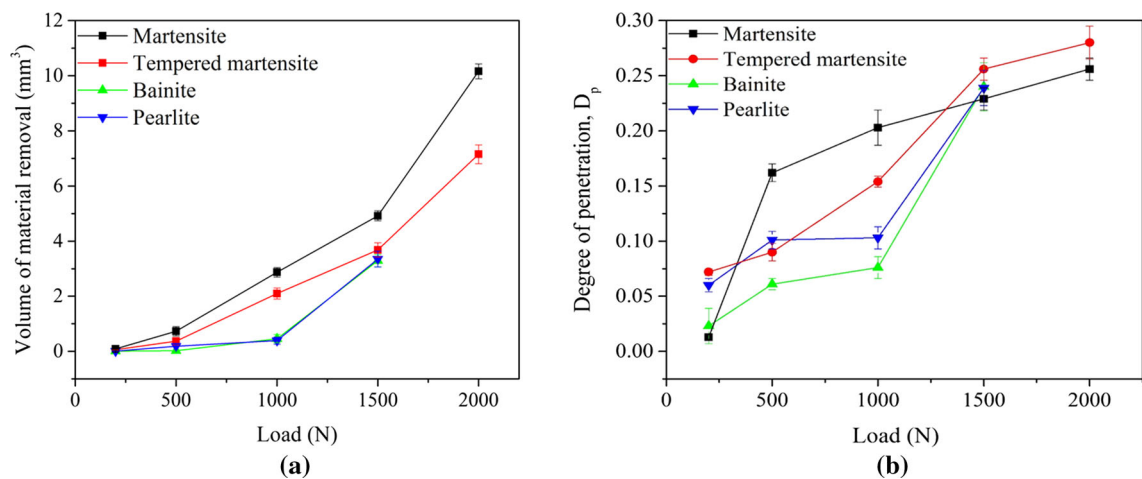 Volume of material removal (mm³)
12
10
8
6
4
2
0
Martensite
Tempered martensite
Bainite
Pearlite
0
500
1000
1500
2000
Load (N)
(a)
Degree of penetration, Dₚ
0.30
0.25
0.20
0.15
0.10
0.05
0.00
Martensite
Tempered martensite
Bainite
Pearlite
0
500
1000
1500
2000
Load (N)
(b)